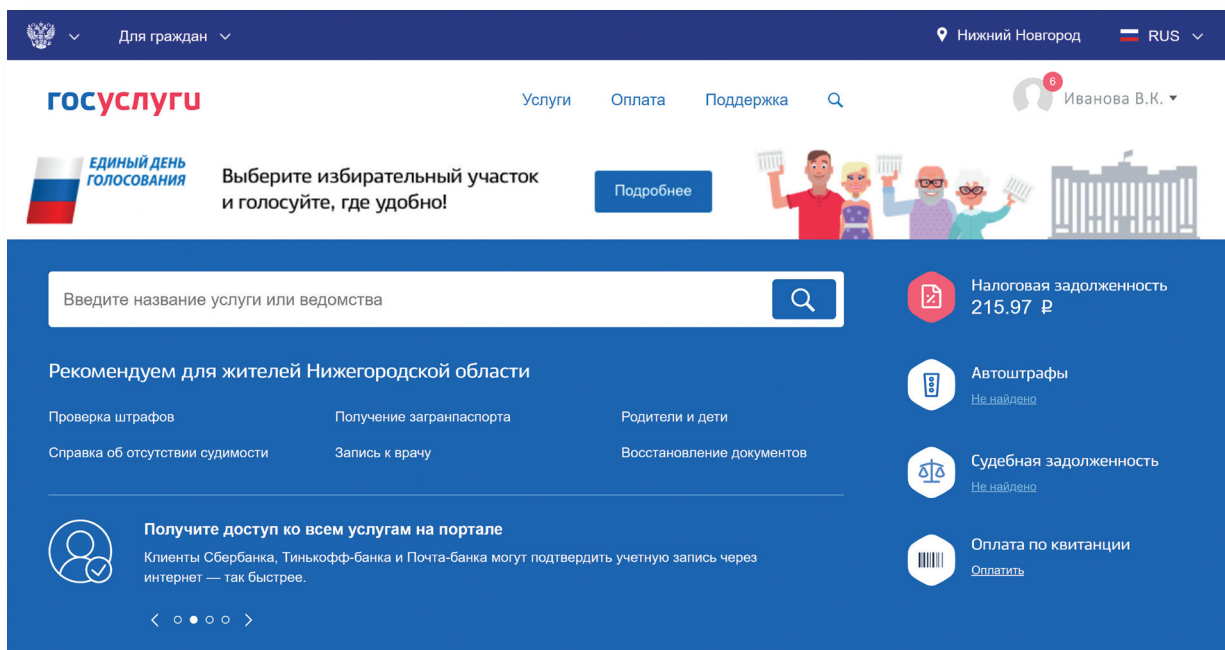 Для граждан
Нижний Новгород
RUS
госуслуги
Услуги
Оплата
Поддержка
6
Иванова В.К.
ЕДИНЫЙ ДЕНЬ
ГОЛОСОВАНИЯ
Выберите избирательный участок
и голосуйте, где удобно!
Подробнее
Введите название услуги или ведомства
Рекомендуем для жителей Нижегородской области
Проверка штрафов
Получение загранпаспорта
Родители и дети
Справка об отсутствии судимости
Запись к врачу
Восстановление документов
Получите доступ ко всем услугам на портале
Клиенты Сбербанка, Тинькофф-банка и Почта-банка могут подтвердить учетную запись через
интернет — так быстрее.
Налоговая задолженность
215.97 ₽
Автоштрафы
Не найдено
Судебная задолженность
Не найдено
Оплата по квитанции
Оплатить